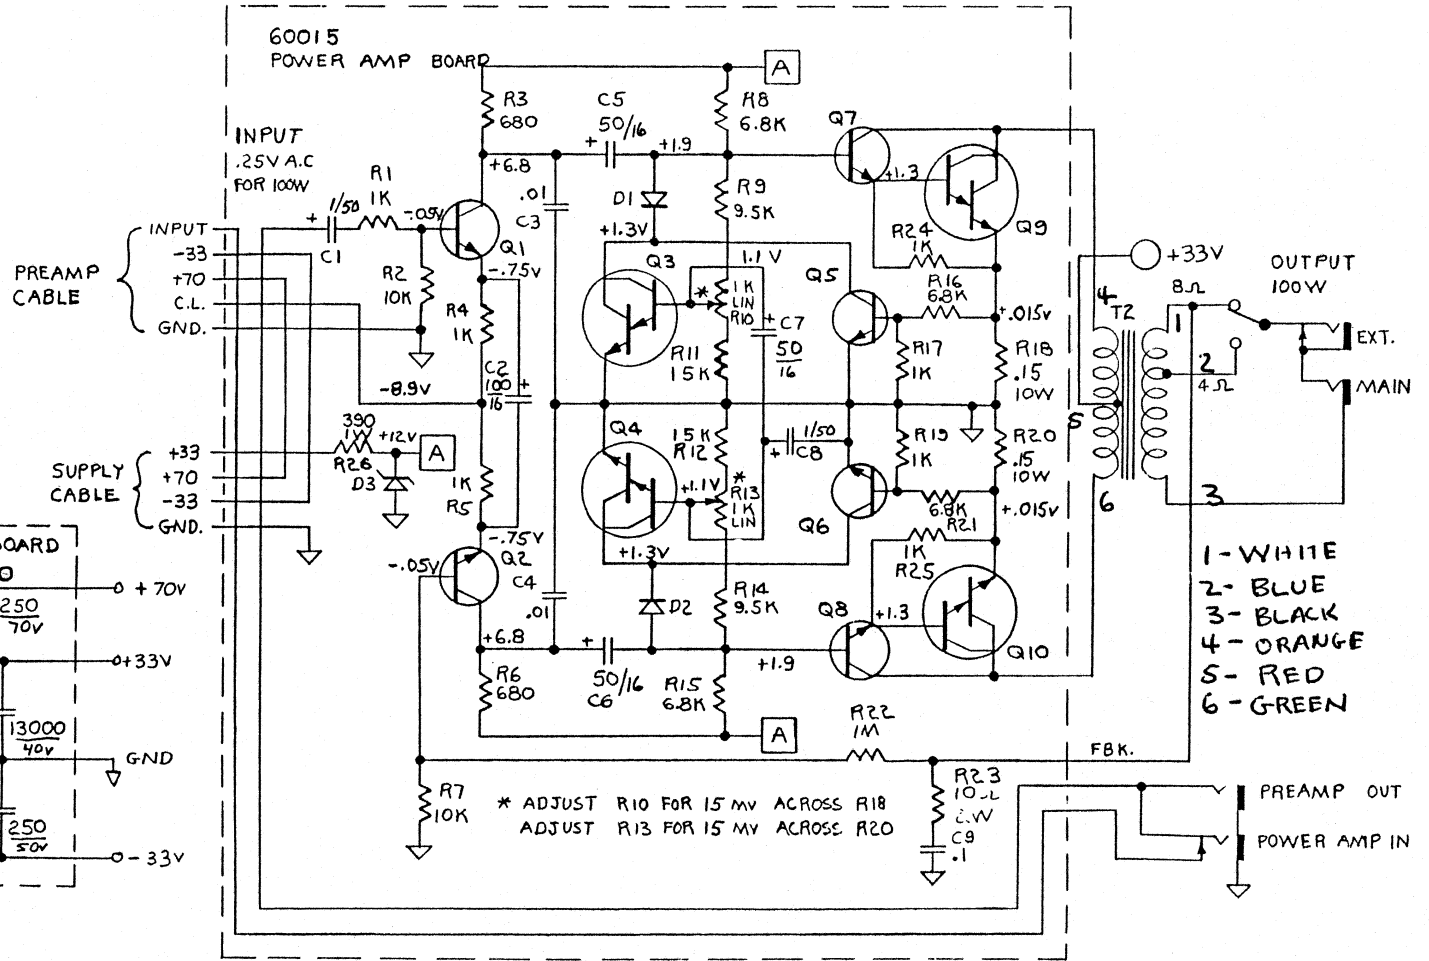 60015
POWER AMP BOARD
A
R3
680
C5
50/16
+
R8
6.8K
+1.9
Q7
+1.3
Q9
INPUT
.25V A.C
FOR 100W
+6.8
.01
C3
D1
R9
9.5K
R1
1K
1/50
+
C1
-.05V
Q1
R2
10K
-.75V
+1.3V
Q3
1.1 V
Q5
R24
1K
R16
6.8K
+33V
PREAMP
CABLE
INPUT
-33
+70
C.L.
GND.
R4
1K
*
1K
LIN
R10
+
C7
50
16
+.015V
4
T2
1
8Ω
OUTPUT
100W
EXT.
R11
15K
R17
1K
R18
.15
10W
2
4Ω
MAIN
-8.9V
C2
100
16
+
5
SUPPLY
CABLE
+33
+70
-33
GND.
390
1W
R26
+12V
A
D3
1K
R5
Q4
15K
R12
+
1/50
C8
R19
1K
R20
.15
10W
+1.1V
*
R13
1K
LIN
Q6
6.8K
R21
+.015V
6
3
-.75V
-.05V
Q2
+1.3V
1K
R25
C4
.01
D2
R14
9.5K
Q8
+1.3
Q10
OARD
O
250
70V
+70V
+33V
13000
40V
GND
250
50V
-33V
+6.8
+
50/16
C6
+1.9
R6
680
R15
6.8K
A
1-WHITE
2-BLUE
3-BLACK
4-ORANGE
5-RED
6-GREEN
R22
1M
FBK.
R7
10K
* ADJUST R10 FOR 15 MV ACROSS R18
ADJUST R13 FOR 15 MV ACROSS R20
R23
C9
.1
PREAMP OUT
POWER AMP IN